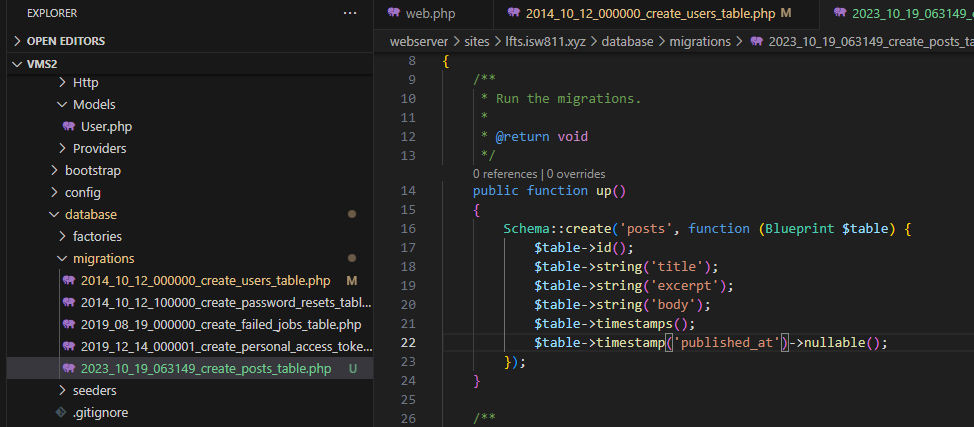 EXPLORER
OPEN EDITORS
VMS2
Http
Models
User.php
Providers
bootstrap
config
database
factories
migrations
2014_10_12_000000_create_users_table.php M
2014_10_12_100000_create_password_resets_tabl...
2019_08_19_000000_create_failed_jobs_table.php
2019_12_14_000001_create_personal_access_toke...
2023_10_19_063149_create_posts_table.php U
seeders
.gitignore
web.php
2014_10_12_000000_create_users_table.php M
2023_10_19_063149_c
webserver > sites > lfts.isw811.xyz > database > migrations > 2023_10_19_063149_create_posts_ta
8 {
9 /**
10 * Run the migrations.
11 *
12 * @return void
13 */
0 references | 0 overrides
14 public function up()
15 {
16 Schema::create('posts', function (Blueprint $table) {
17 $table->id();
18 $table->string('title');
19 $table->string('excerpt');
20 $table->string('body');
21 $table->timestamps();
22 $table->timestamp('published_at')->nullable();
23 });
24 }
25
26 /**